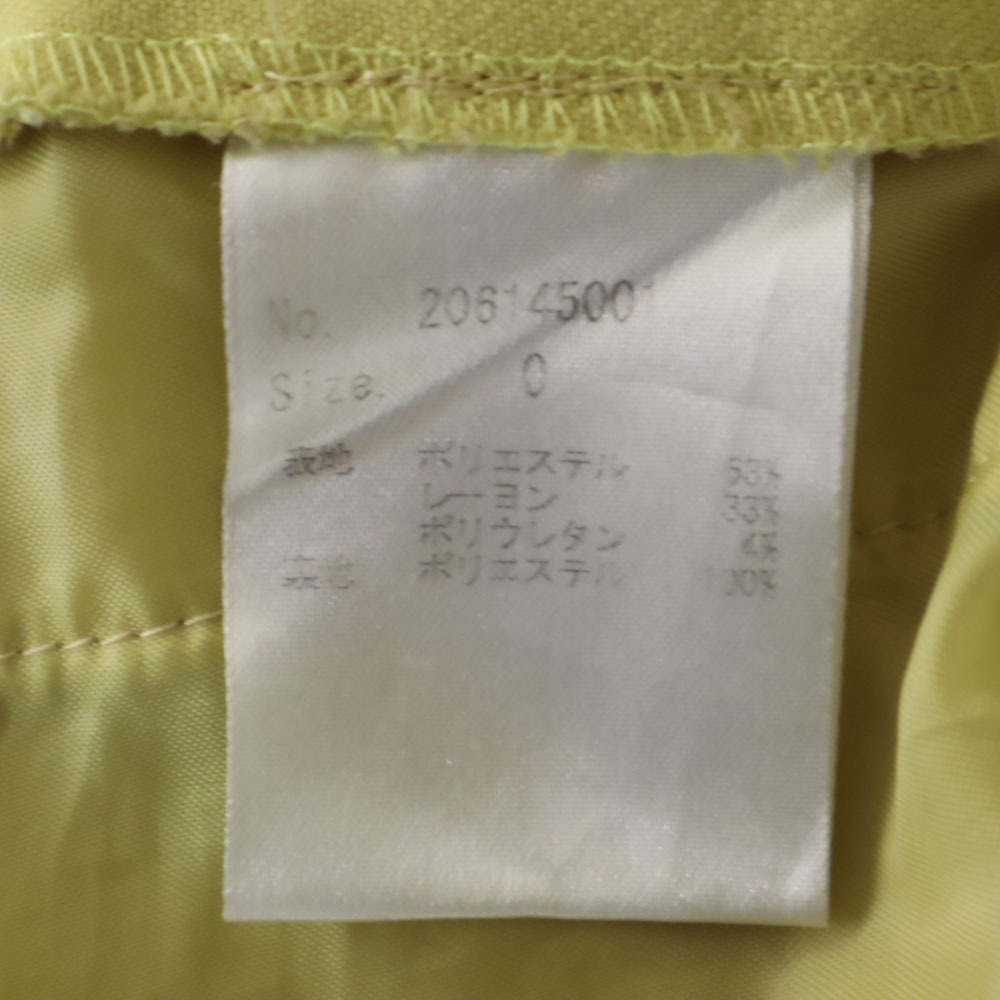 No. 206145001
Size. 0
表地 ポリエステル 63%
レーヨン 33%
ポリウレタン 4%
裏地 ポリエステル 100%